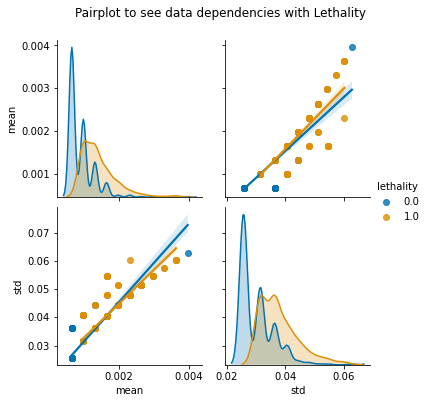 Pairplot to see data dependencies with Lethality
0.004
0.003
0.002
0.001
mean
lethality
0.0
1.0
0.07
0.06
0.05
0.04
0.03
std
0.002
0.004
mean
0.02
0.04
0.06
std